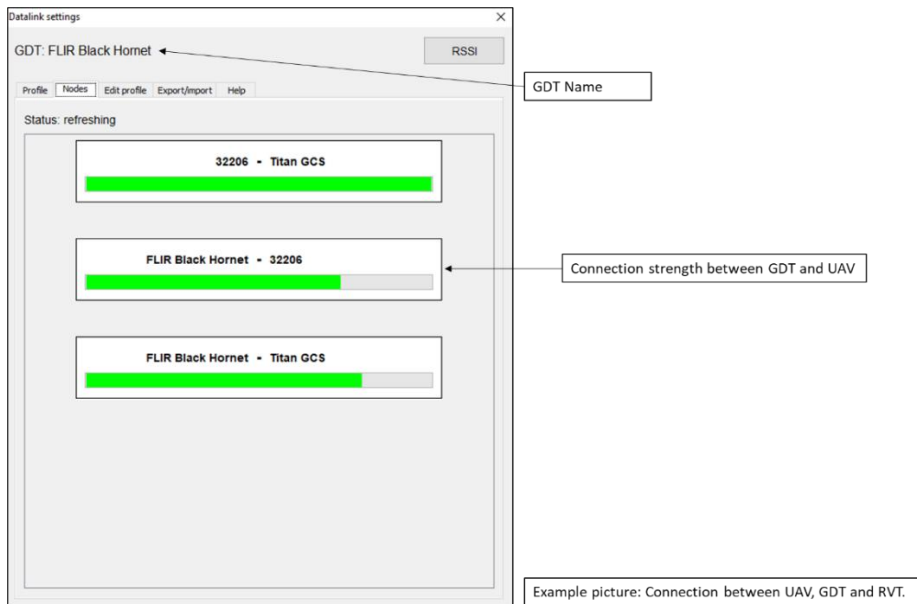 Datalink settings
GDT: FLIR Black Hornet
RSSI
GDT Name
Profile Nodes Edit profile Export/import Help
Status: refreshing
32206 - Titan GCS
FLIR Black Hornet - 32206
Connection strength between GDT and UAV
FLIR Black Hornet - Titan GCS
Example picture: Connection between UAV, GDT and RVT.